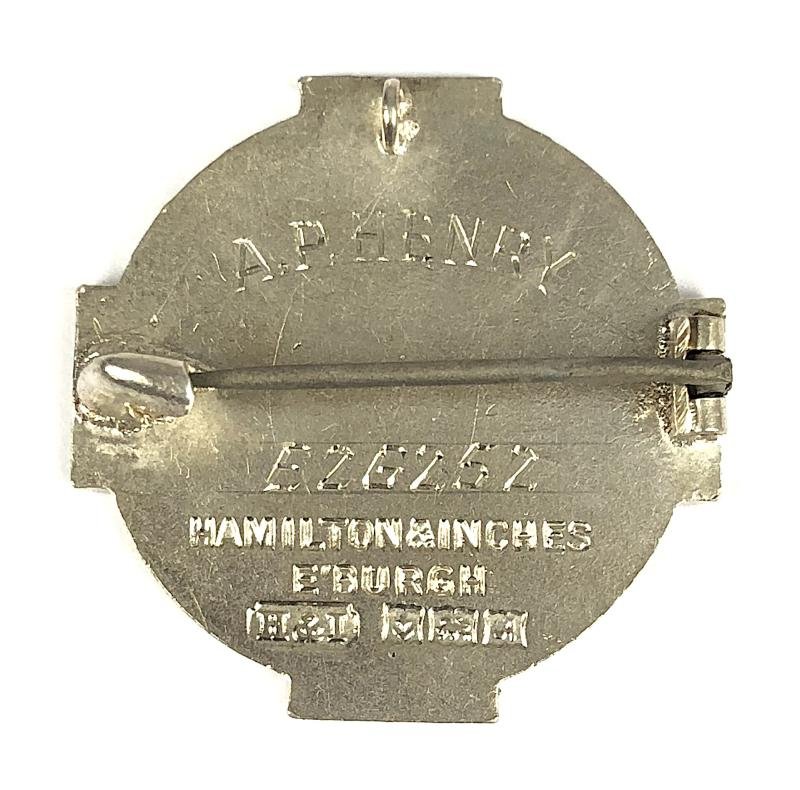 A.P. HENRY
E26252
HAMILTON & INCHES
E'BURGH
H&I